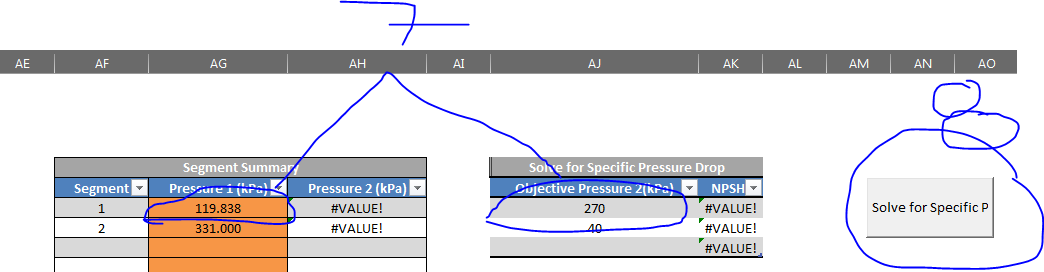 7
AE AF AG AH AI AJ AK AL AM AN AO
8
Segment Summary Solve for Specific Pressure Drop
Segment Pressure 1 (kPa) Pressure 2 (kPa) Objective Pressure 2(kPa) NPSH
1 119.838 #VALUE! 270 #VALUE!
Solve for Specific P
2 331.000 #VALUE! 40 #VALUE!
#VALUE!